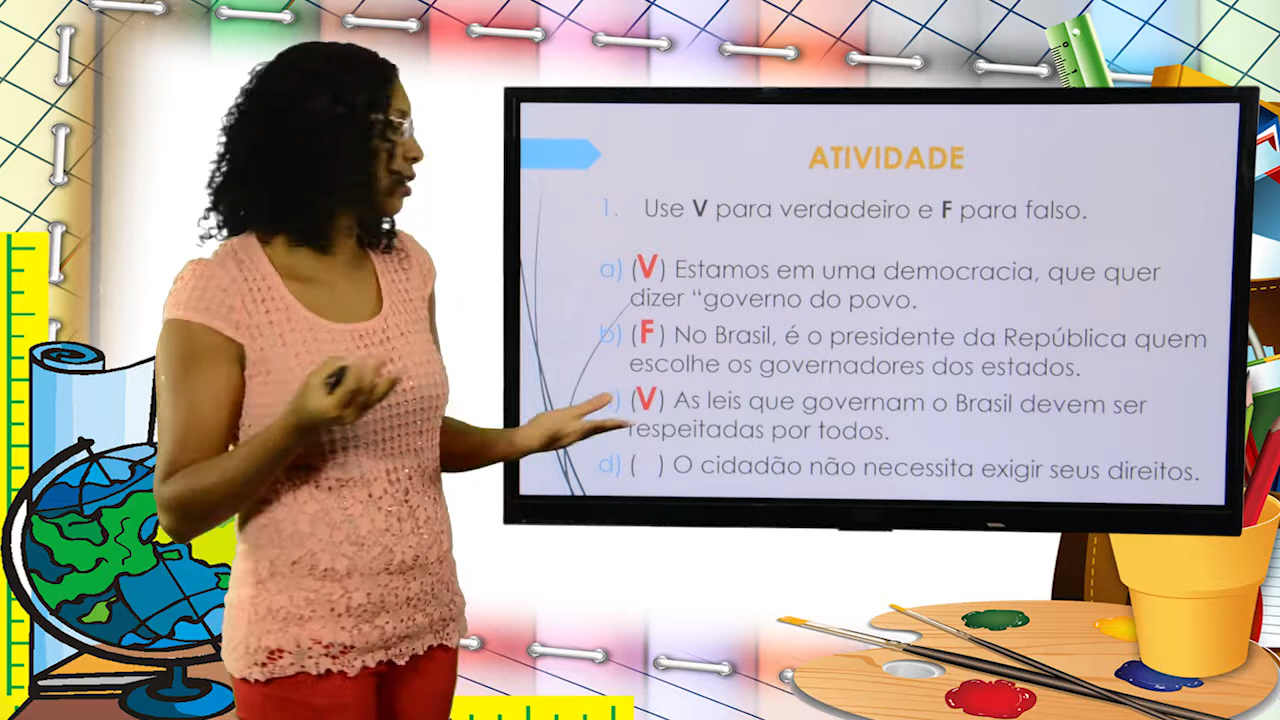 ATIVIDADE
1. Use V para verdadeiro e F para falso.
a) (V) Estamos em uma democracia, que quer
dizer “governo do povo.
b) (F) No Brasil, é o presidente da República quem
escolhe os governadores dos estados.
) (V) As leis que governam o Brasil devem ser
respeitadas por todos.
d) ( ) O cidadão não necessita exigir seus direitos.